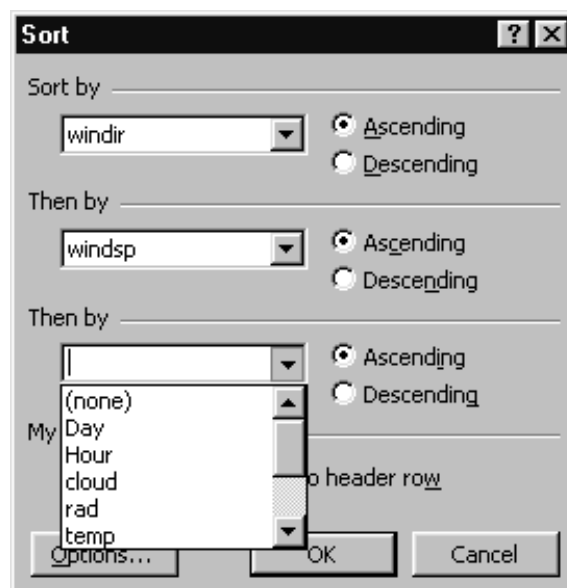 Sort ?
Sort by
windir Ascending
Descending
Then by
windsp Ascending
Descending
Then by
Ascending
Descending
(none)
Day
My
Hour
cloud o header row
rad
temp
Options... OK Cancel